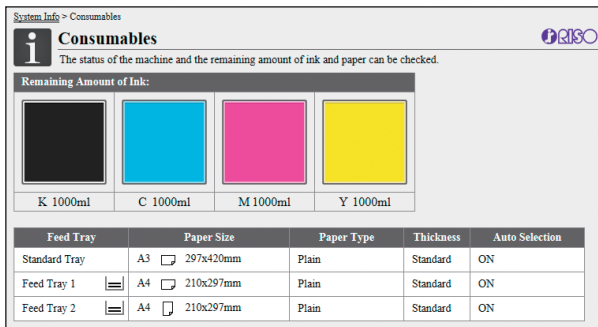 System Info > Consumables
i Consumables
RISO
The status of the machine and the remaining amount of ink and paper can be checked.
Remaining Amount of Ink:
K 1000ml C 1000ml M 1000ml Y 1000ml
Feed Tray Paper Size Paper Type Thickness Auto Selection
Standard Tray A3 297x420mm Plain Standard ON
Feed Tray 1 A4 210x297mm Plain Standard ON
Feed Tray 2 A4 210x297mm Plain Standard ON